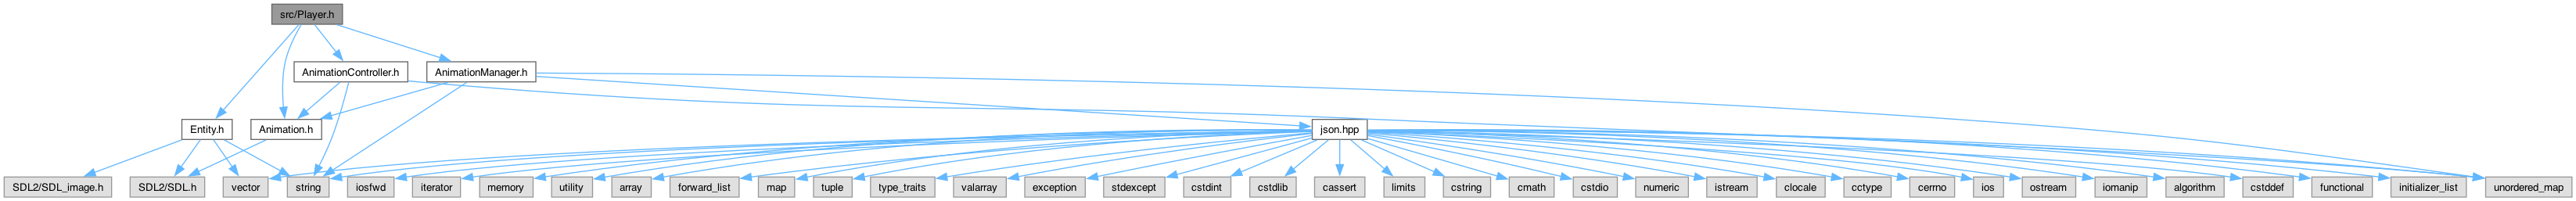 src/Player.h
AnimationController.h
AnimationManager.h
Entity.h
Animation.h
json.hpp
SDL2/SDL_image.h
SDL2/SDL.h
vector
string
iosfwd
iterator
memory
utility
array
forward_list
map
tuple
type_traits
valarray
exception
stdexcept
cstdint
cstdlib
cassert
limits
cstring
cmath
cstdio
numeric
istream
clocale
cctype
cerrno
ios
ostream
iomanip
algorithm
cstddef
functional
initializer_list
unordered_map